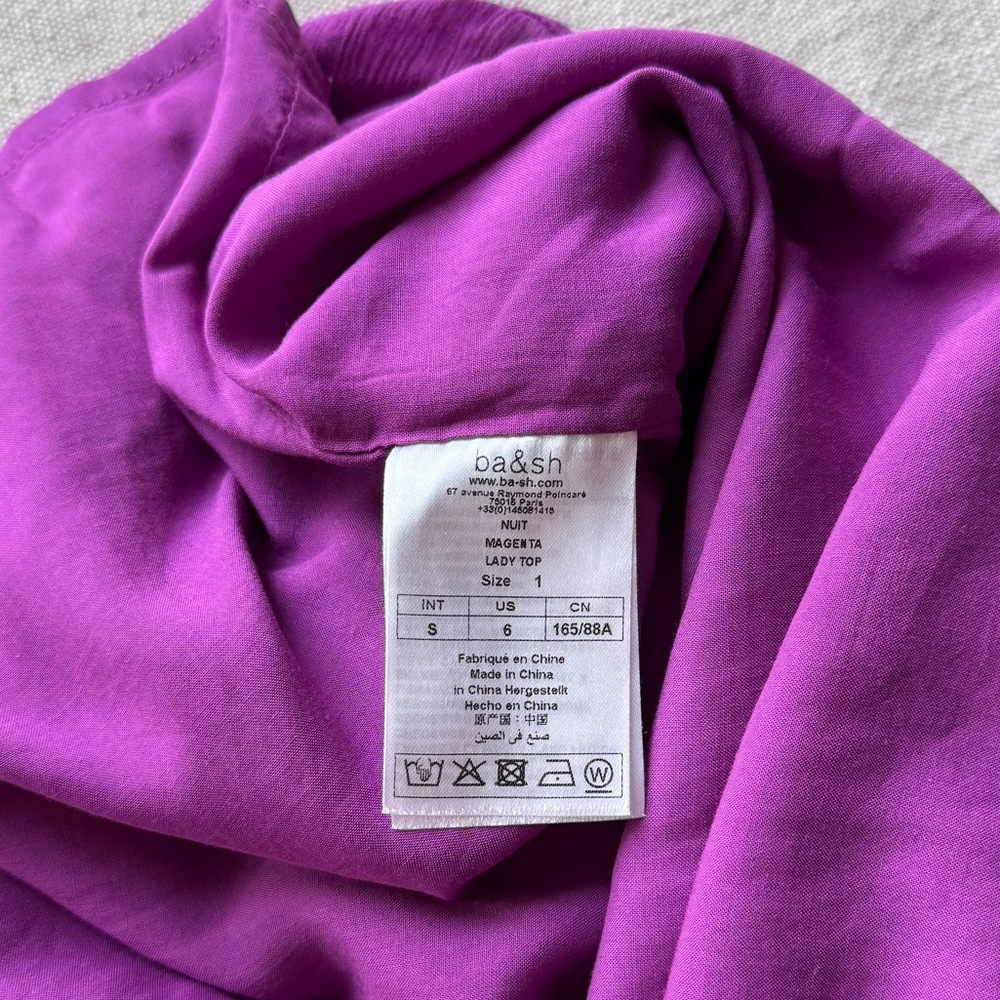 ba&sh
www.ba-sh.com
67 avenue Raymond Poincaré
75016 Paris
+33(0)145081415
NUIT
MAGENTA
LADY TOP
Size 1
INT US CN
S 6 165/88A
Fabriqué en Chine
Made in China
in China Hergestellt
Hecho en China
原产国：中国
صنع في الصين
W